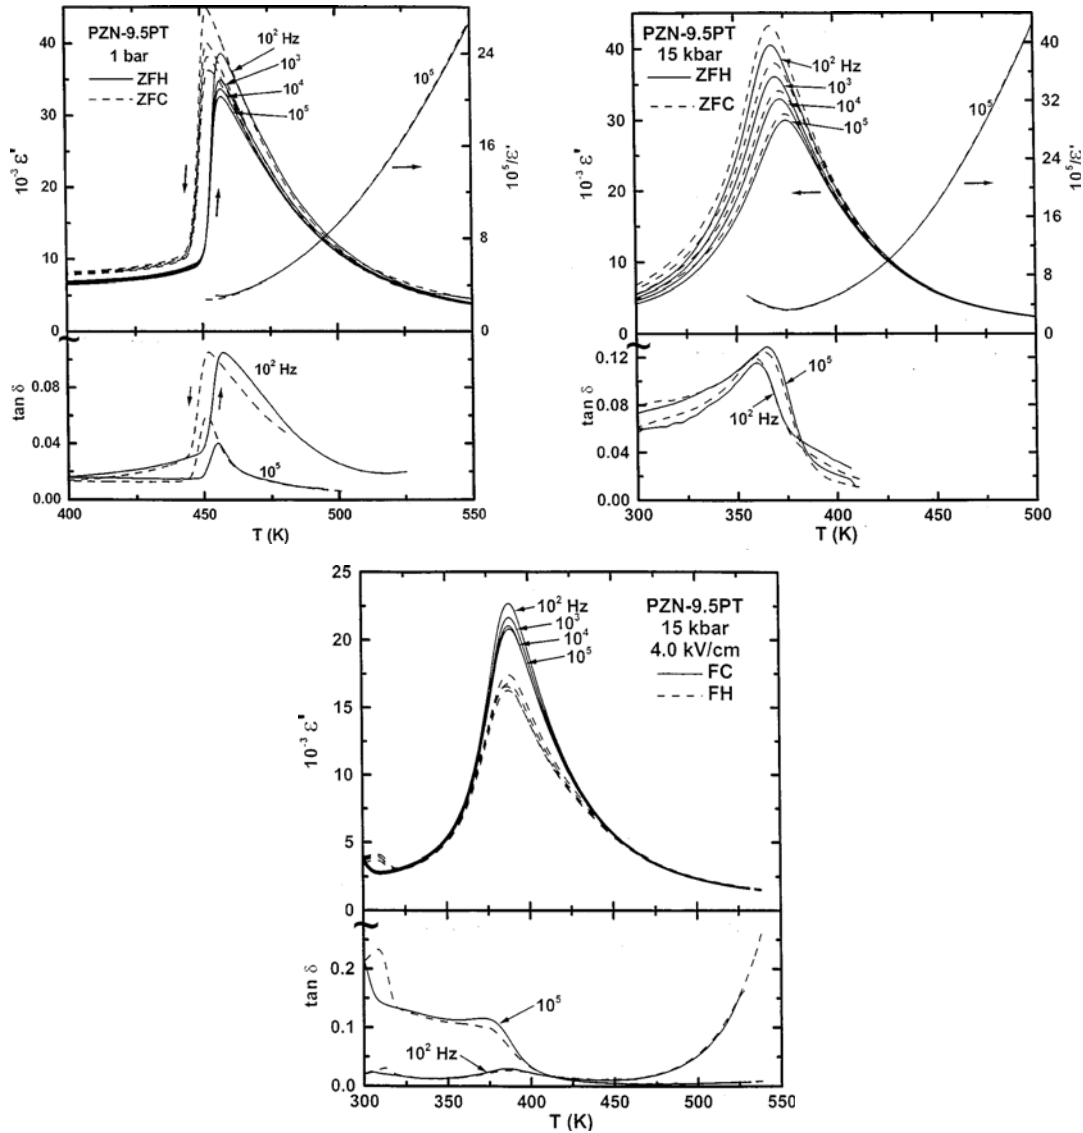 PZN-9.5PT
1 bar
ZFH
ZFC
10² Hz
10³
10⁴
10⁵
10⁵
40
30
20
10
0
10⁻³ ε'
24
16
8
0
10⁵/ε'
10² Hz
10⁵
0.08
0.04
0.00
tan δ
400 450 500 550
T (K)
PZN-9.5PT
15 kbar
ZFH
ZFC
10² Hz
10³
10⁴
10⁵
10⁵
40
30
20
10
0
10⁻³ ε'
40
32
24
16
8
0
10⁵/ε'
10⁵
10² Hz
0.12
0.08
0.04
0.00
tan δ
300 350 400 450 500
T (K)
PZN-9.5PT
15 kbar
4.0 kV/cm
FC
FH
10² Hz
10³
10⁴
10⁵
25
20
15
10
5
0
10⁻³ ε'
10⁵
10² Hz
0.2
0.1
0.0
tan δ
300 350 400 450 500 550
T (K)